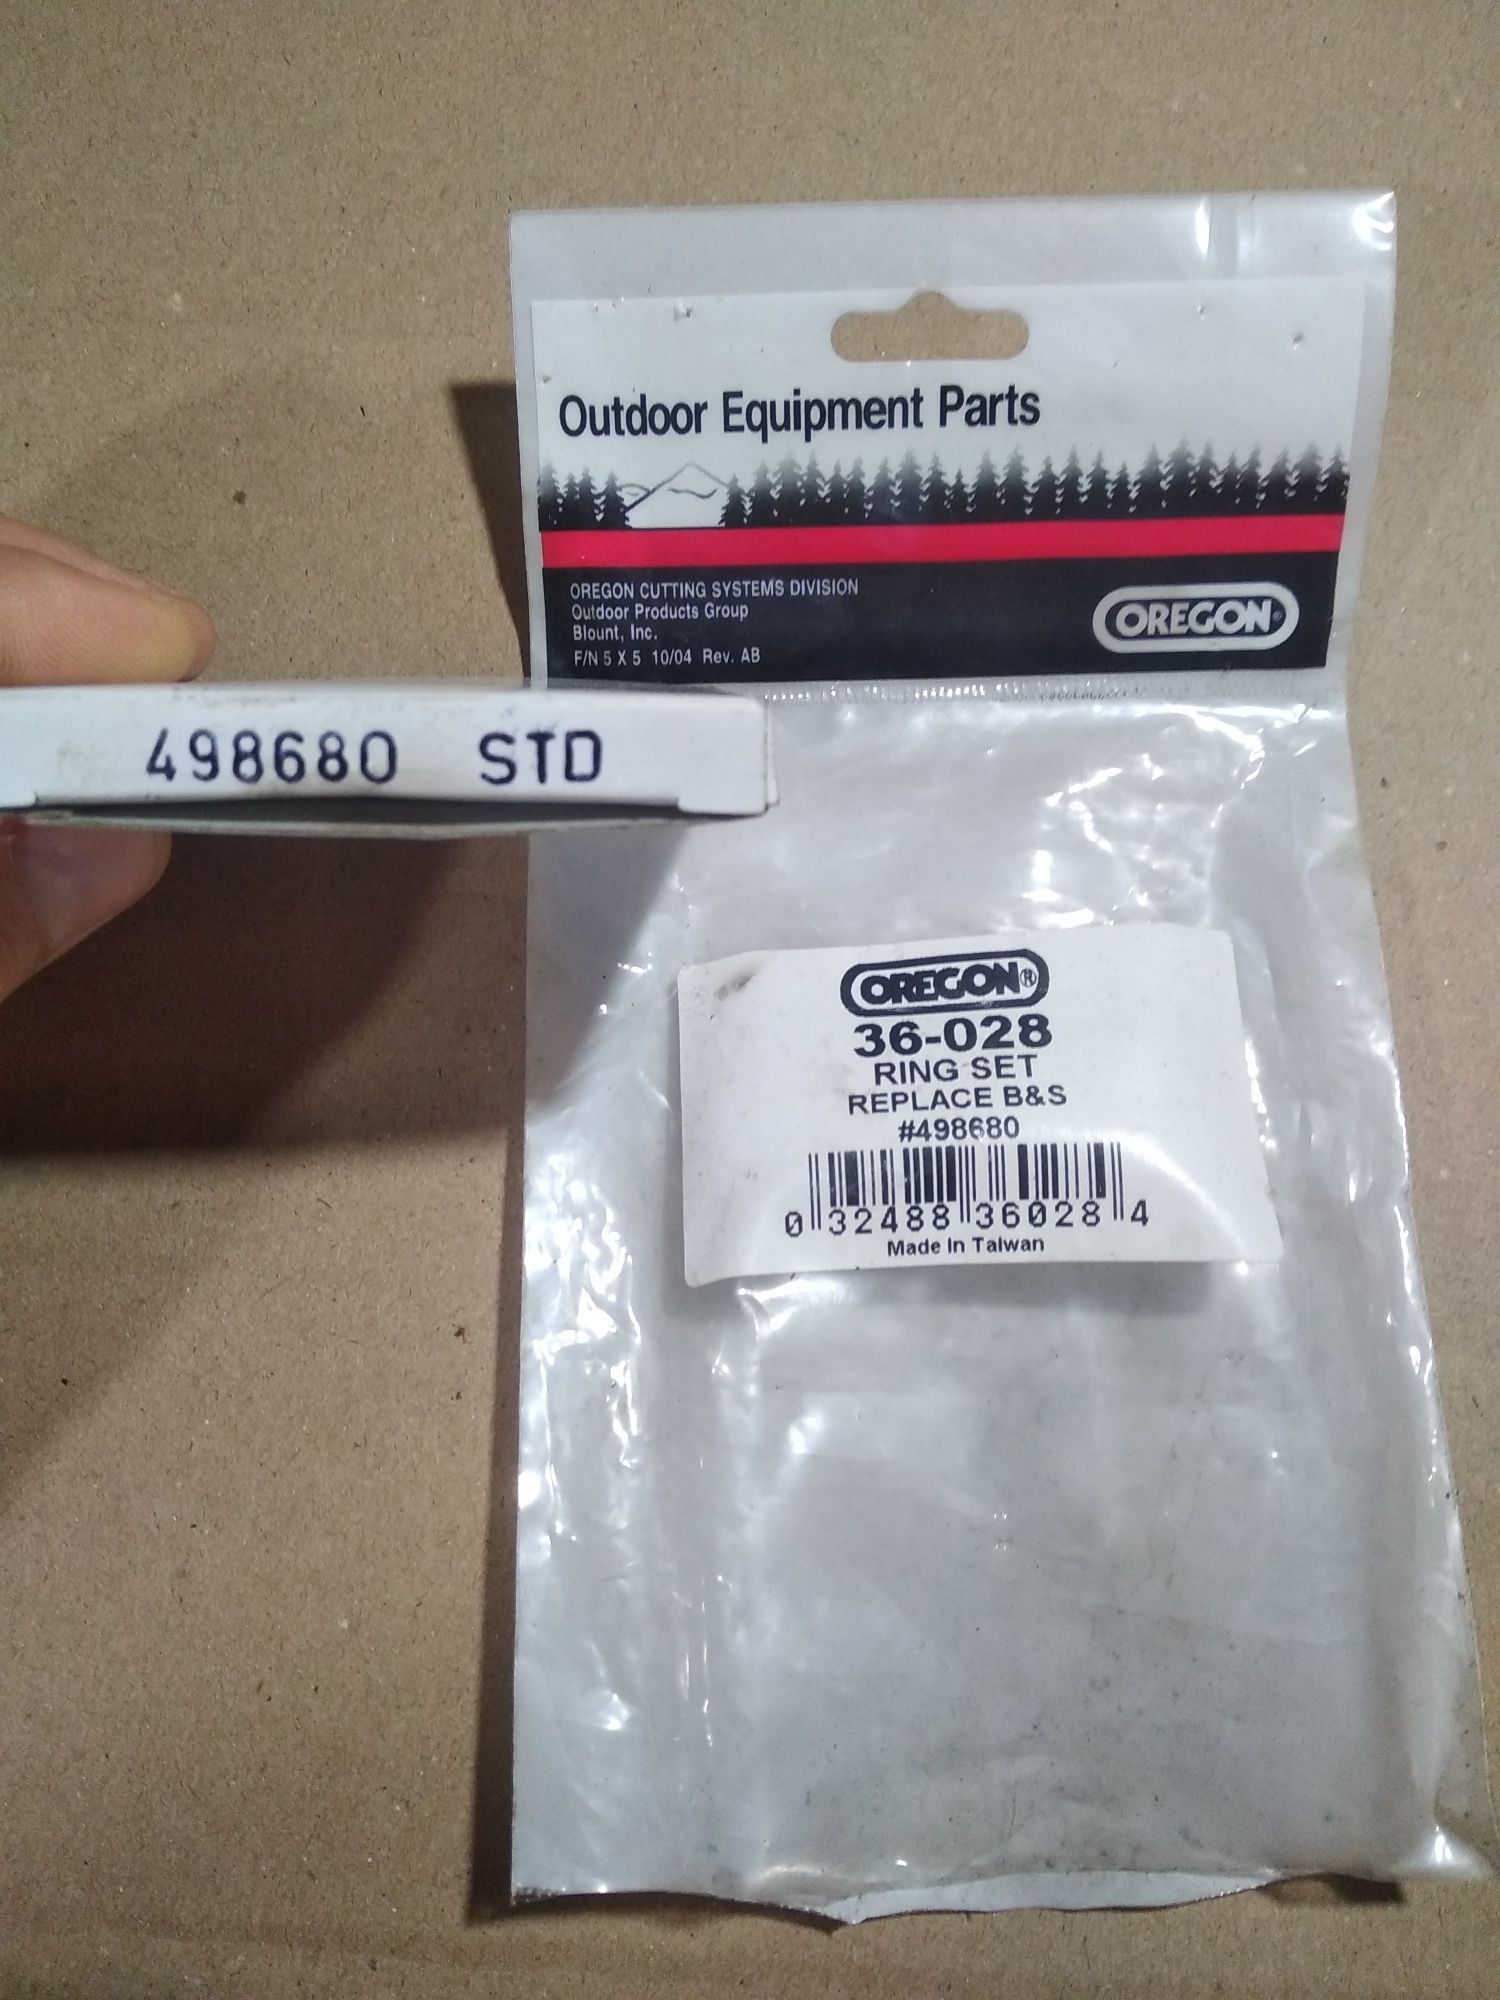 Outdoor Equipment Parts
OREGON CUTTING SYSTEMS DIVISION
Outdoor Products Group
Blount, Inc.
F/N 5 X 5 10/04 Rev. AB
OREGON®
498680 STD
OREGON®
36-028
RING SET
REPLACE B&S
#498680
0 32488 36028 4
Made In Taiwan